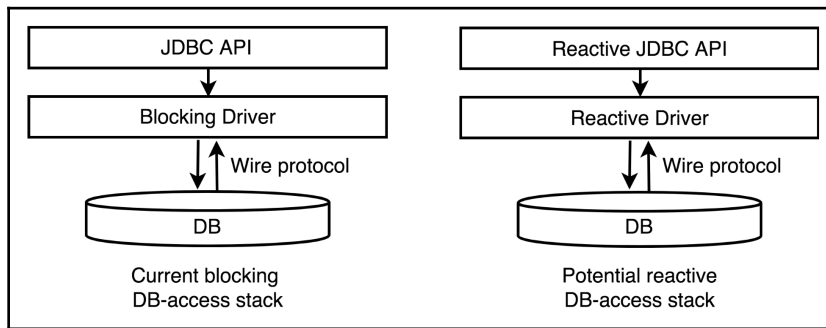 JDBC API
Blocking Driver
Wire protocol
DB
Current blocking
DB-access stack
Reactive JDBC API
Reactive Driver
Wire protocol
DB
Potential reactive
DB-access stack